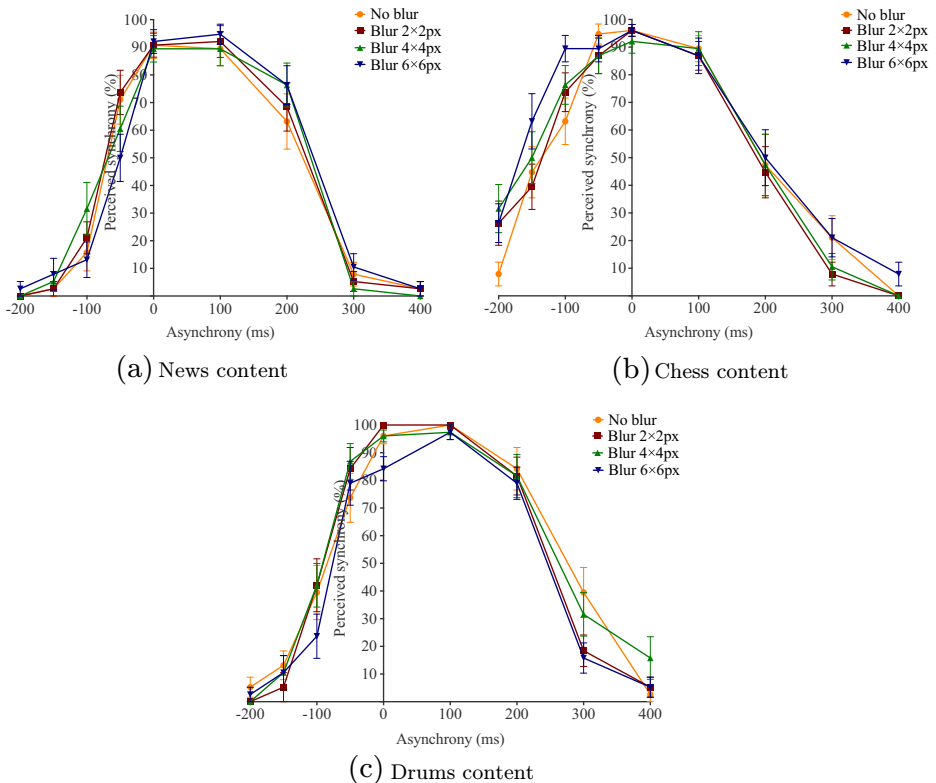 No blur
Blur 2×2px
Blur 4×4px
Blur 6×6px
Perceived synchrony (%)
100
90
80
70
60
50
40
30
20
10
-200 -100 0 100 200 300 400
Asynchrony (ms)
(a) News content
No blur
Blur 2×2px
Blur 4×4px
Blur 6×6px
Perceived synchrony (%)
100
90
80
70
60
50
40
30
20
10
-200 -100 0 100 200 300 400
Asynchrony (ms)
(b) Chess content
No blur
Blur 2×2px
Blur 4×4px
Blur 6×6px
Perceived synchrony (%)
100
90
80
70
60
50
40
30
20
10
-200 -100 0 100 200 300 400
Asynchrony (ms)
(c) Drums content